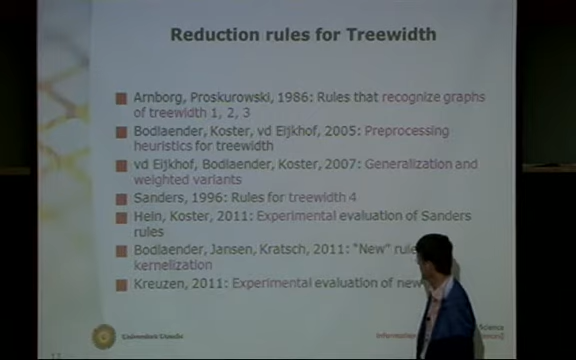 Reduction rules for Treewidth
Arnborg, Proskurowski, 1986: Rules that recognize graphs
of treewidth 1, 2, 3
Bodlaender, Koster, vd Eijkhof, 2005: Preprocessing
heuristics for treewidth
vd Eijkhof, Bodlaender, Koster, 2007: Generalization and
weighted variants
Sanders, 1996: Rules for treewidth 4
Hein, Koster, 2011: Experimental evaluation of Sanders
rules
Bodlaender, Jansen, Kratsch, 2011: "New"
kernelization
Kreuzen, 2011: Experimental evaluation of new
Universiteit Utrecht
Science
Information